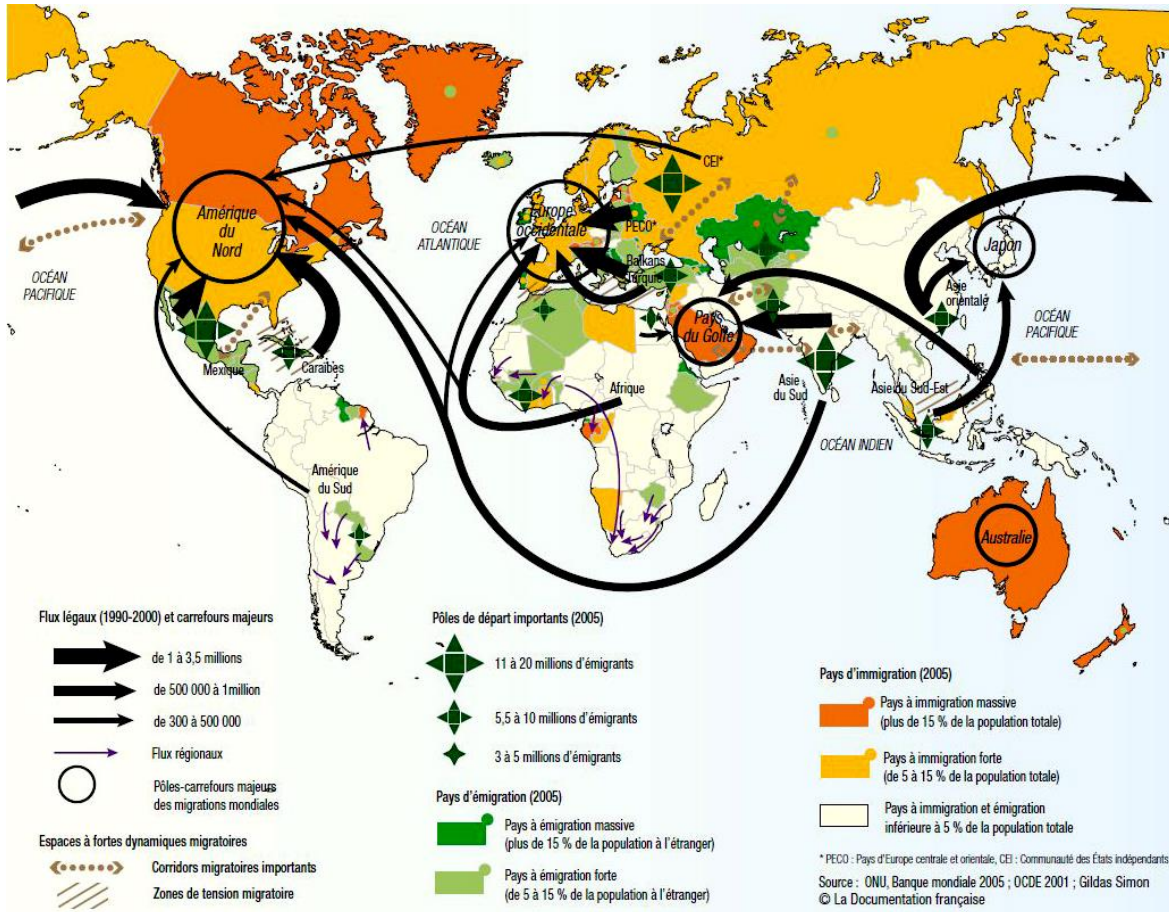 CEI*
Amérique
du
Nord
OCÉAN
ATLANTIQUE
Europe
occidentale
PECO*
Balkans
Turquie
OCÉAN
PACIFIQUE
Japon
Asie
orientale
OCÉAN
PACIFIQUE
Pays
du Golfe
Mexique
Caraïbes
Afrique
Asie
du Sud
Asie du Sud-Est
OCÉAN INDIEN
Amérique
du Sud
Australie
Flux légaux (1990-2000) et carrefours majeurs
de 1 à 3,5 millions
de 500 000 à 1million
de 300 à 500 000
Flux régionaux
Pôles-carrefours majeurs
des migrations mondiales
Espaces à fortes dynamiques migratoires
Corridors migratoires importants
Zones de tension migratoire
Pôles de départ importants (2005)
11 à 20 millions d'émigrants
5,5 à 10 millions d'émigrants
3 à 5 millions d'émigrants
Pays d'émigration (2005)
Pays à émigration massive
(plus de 15 % de la population à l'étranger)
Pays à émigration forte
(de 5 à 15 % de la population à l'étranger)
Pays d'immigration (2005)
Pays à immigration massive
(plus de 15 % de la population totale)
Pays à immigration forte
(de 5 à 15 % de la population totale)
Pays à immigration et émigration
inférieure à 5 % de la population totale
* PECO : Pays d'Europe centrale et orientale, CEI : Communauté des États indépendants
Source : ONU, Banque mondiale 2005 ; OCDE 2001 ; Gildas Simon
© La Documentation française